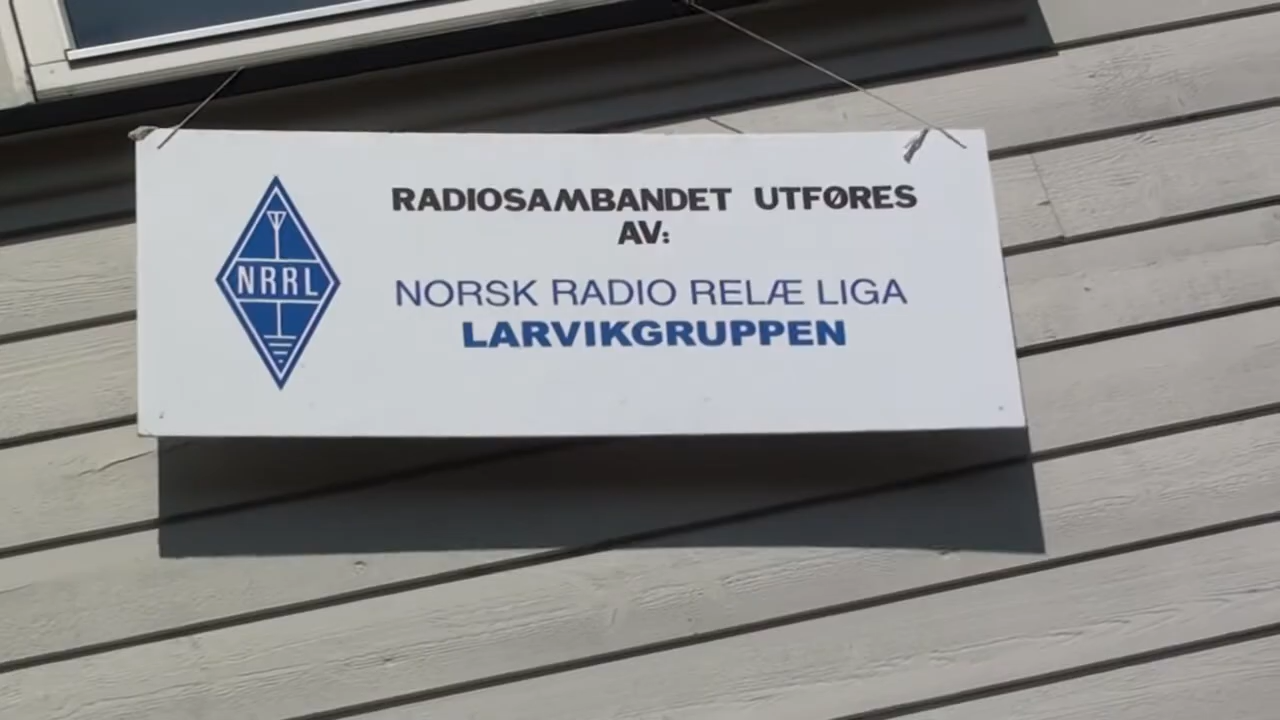 RADIOSAMBANDET UTFØRES
AV:
NRRL
NORSK RADIO RELÆ LIGA
LARVIKGRUPPEN